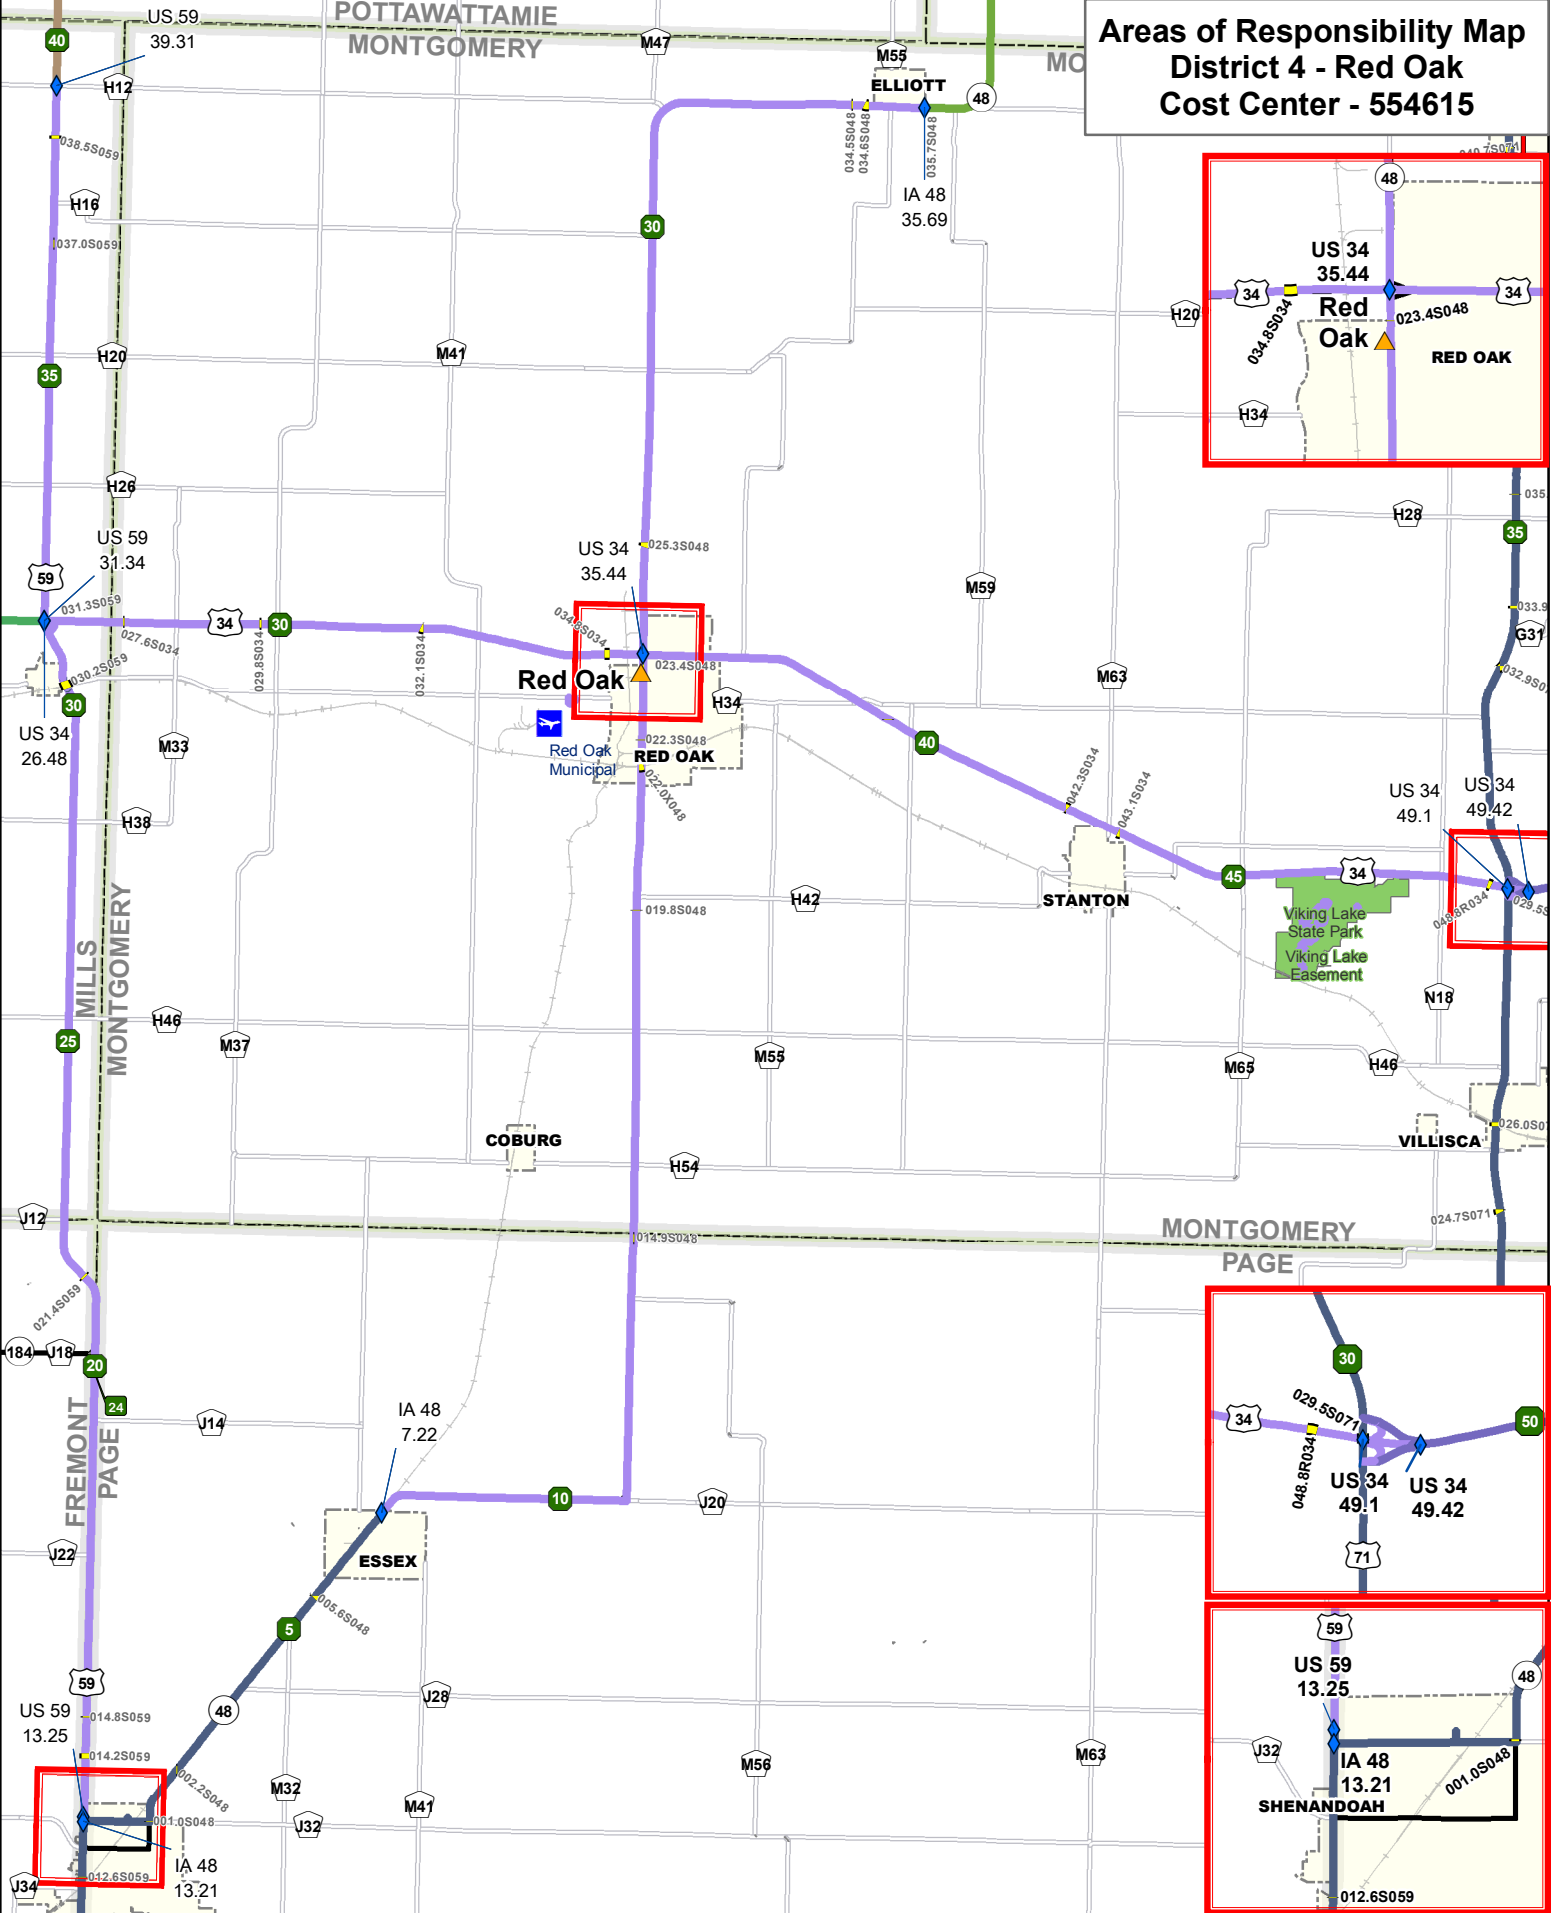 Areas of Responsibility Map
District 4 - Red Oak
Cost Center - 554615
POTTAWATTAMIE
MONTGOMERY
US 59
39.31
40
H12
M47
M55
ELLIOTT
48
038.5S059
034.5S048
034.6S048
035.7S048
IA 48
35.69
H16
037.0S059
30
H20
M41
H20
35
H26
H28
35
US 59
31.34
59
031.3S059
027.6S034
34
029.8S034
30
032.1S034
US 34
35.44
025.3S048
034.8S034
023.4S048
Red Oak
M59
M63
G31
030.2S059
30
US 34
26.48
M33
H34
Red Oak
Municipal
022.3S048
RED OAK
022.0X048
40
042.3S034
043.1S034
US 34
49.1
US 34
49.42
H38
019.8S048
H42
STANTON
45
34
048.8R034
Viking Lake
State Park
Viking Lake
Easement
MILLS
MONTGOMERY
H46
25
M37
M55
M65
H46
N18
COBURG
H54
VILLISCA
J12
014.9S048
024.7S071
MONTGOMERY
PAGE
021.4S059
184
J18
20
24
J14
FREMONT
PAGE
IA 48
7.22
10
J20
J22
ESSEX
005.6S048
5
59
48
J28
US 59
13.25
014.8S059
014.2S059
002.2S048
001.0S048
M32
M41
J32
M56
M63
IA 48
13.21
012.6S059
J34
48
US 34
35.44
34
34
034.8S034
Red
Oak
023.4S048
RED OAK
H34
30
029.5S071
34
50
048.8R034
US 34
49.1
US 34
49.42
71
59
US 59
13.25
48
J32
IA 48
13.21
001.0S048
SHENANDOAH
012.6S059